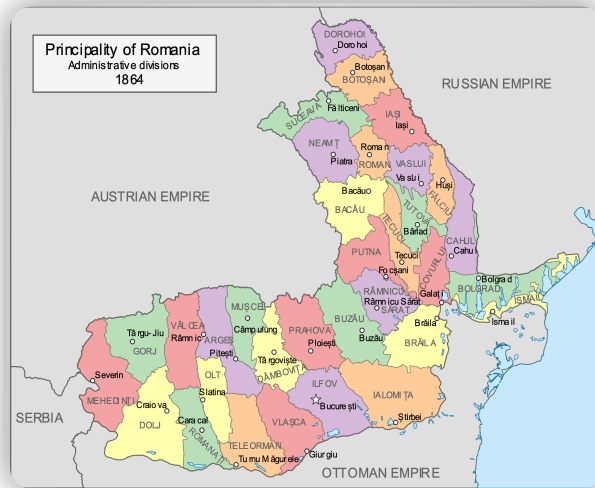 Principality of Romania
Administrative divisions
1864
RUSSIAN EMPIRE
AUSTRIAN EMPIRE
SERBIA
OTTOMAN EMPIRE
DOROHOI
Dorohoi
Botoșani
BOTOȘANI
SUCEAVA
Fălticeni
IAȘI
Iași
NEAMȚ
Piatra
Roman
ROMAN
VASLUI
Vaslui
Huși
FĂLCIU
Bacău
BACĂU
TUTOVA
Bârlad
TECUCI
Tecuci
CAHUL
Cahul
PUTNA
Focșani
COVURLUI
Galați
Bolgrad
BOLGRAD
ISMAIL
Ismail
RÂMNICU
SĂRAT
Râmnicu Sărat
Brăila
BRĂILA
BUZĂU
Buzău
PRAHOVA
Ploiești
MUȘCEL
Câmpulung
Târgoviște
DÂMBOVIȚA
ARGEȘ
Pitești
VÂLCEA
Râmnic
Târgu-Jiu
GORJ
Severin
MEHEDINȚI
Craiova
DOLJ
OLT
Slatina
Caracal
ROMANAȚI
TELEORMAN
Turnu Măgurele
VLAȘCA
Giurgiu
ILFOV
București
IALOMIȚA
Știrbei